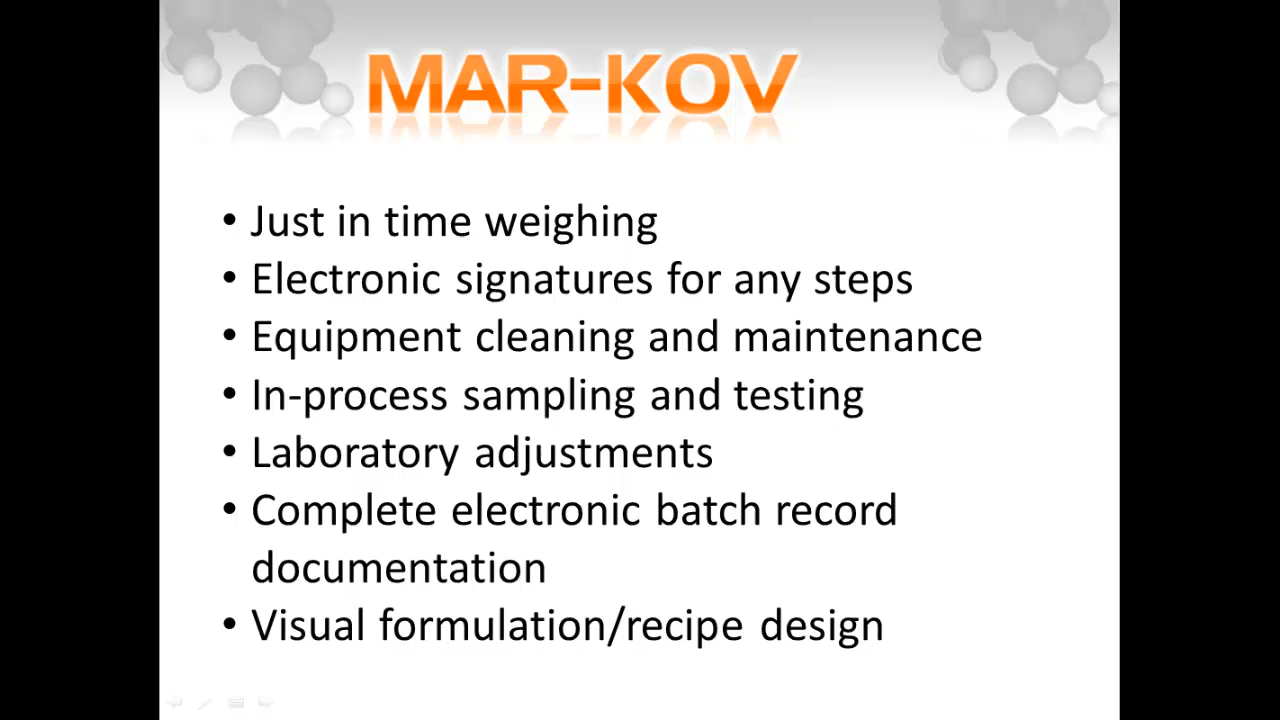 MAR-KOV
• Just in time weighing
• Electronic signatures for any steps
• Equipment cleaning and maintenance
• In-process sampling and testing
• Laboratory adjustments
• Complete electronic batch record
documentation
• Visual formulation/recipe design